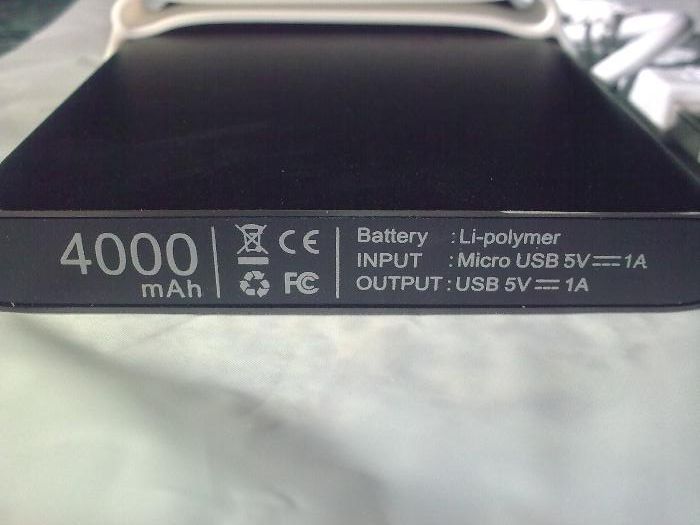 4000
mAh
CE
FC
Battery : Li-polymer
INPUT : Micro USB 5V⎓1A
OUTPUT : USB 5V⎓1A